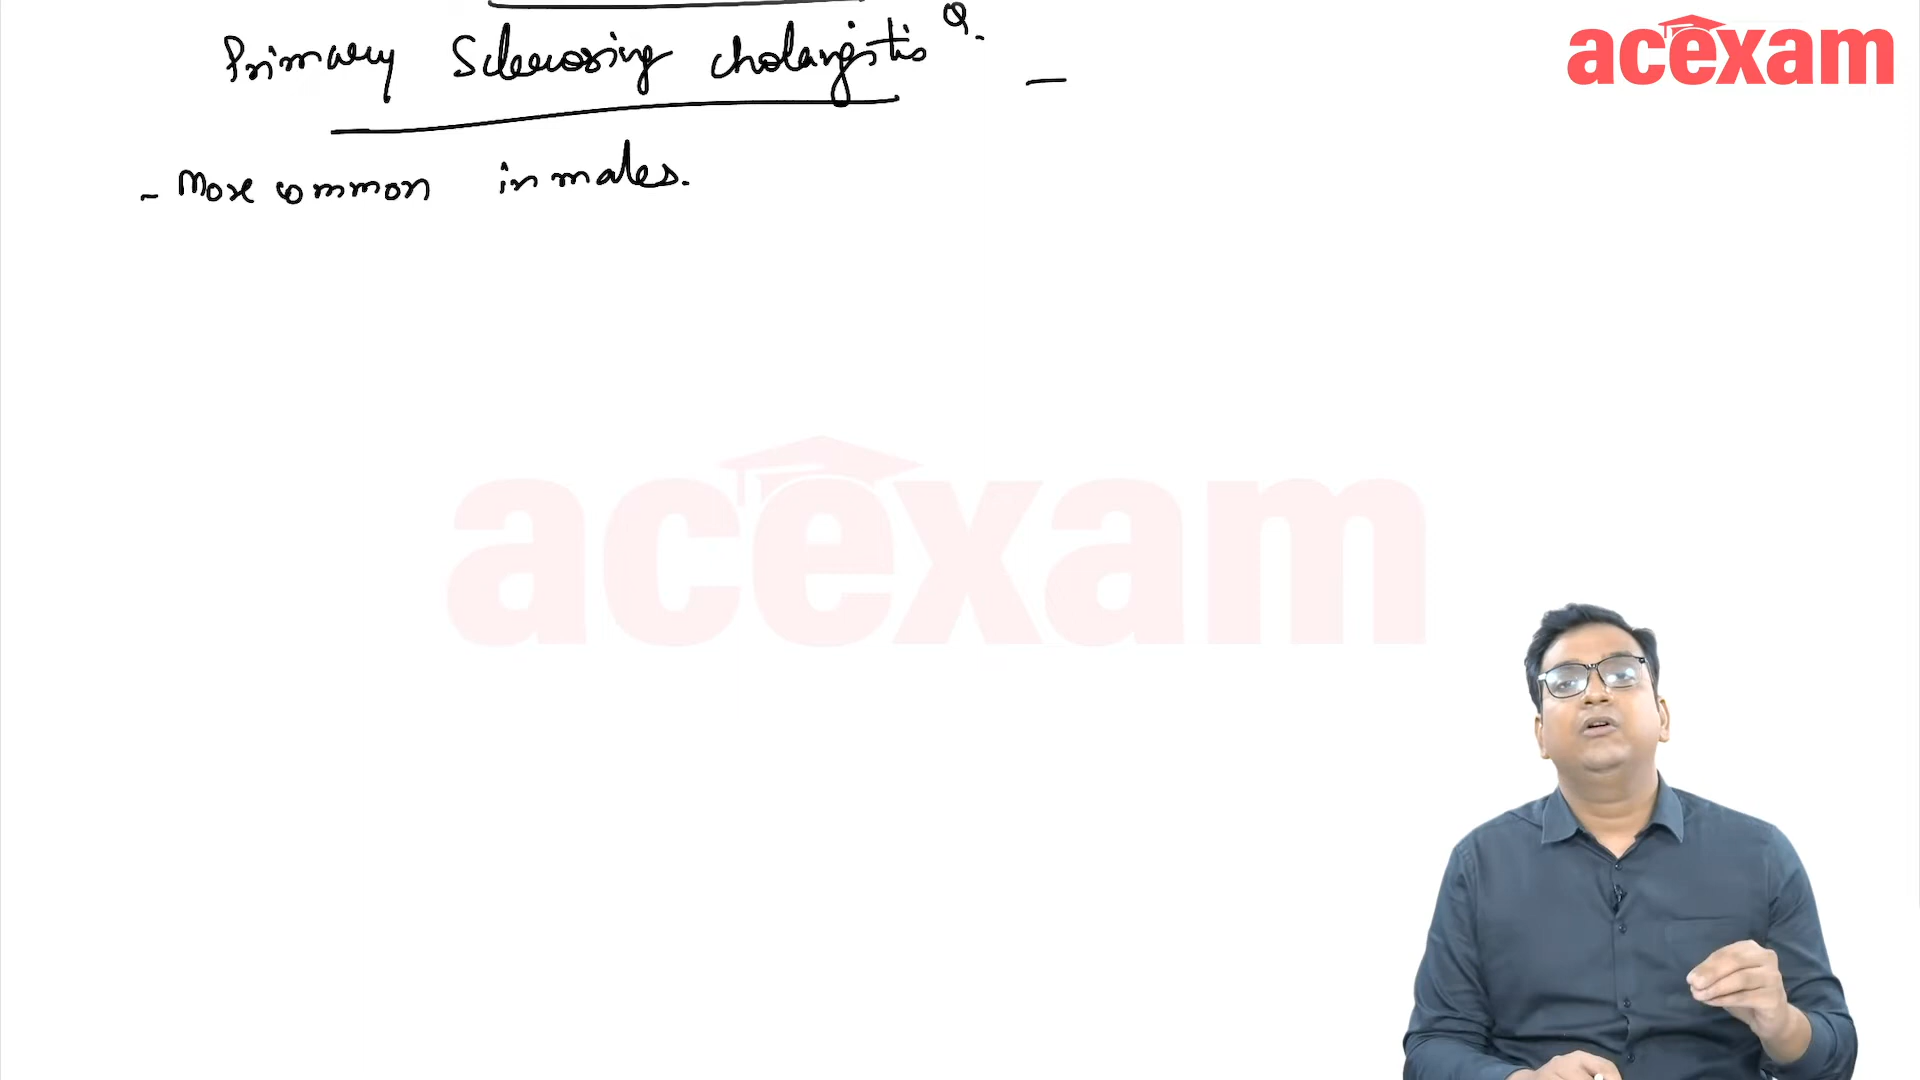 Primary Sclerosing cholangitis Q. —
- More common in males.
acexam
acexam